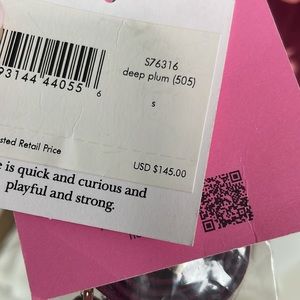 S76316
deep plum (505)
93144 44055 6
s
sted Retail Price
USD $145.00
e is quick and curious and
playful and strong.